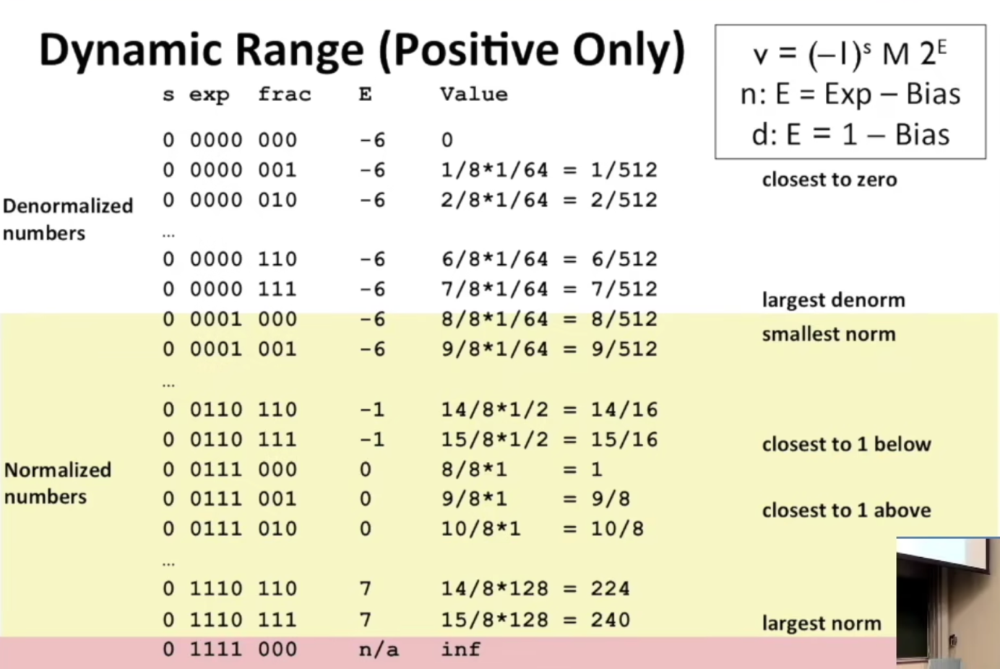 Dynamic Range (Positive Only)
v = (–1)ˢ M 2ᴱ
n: E = Exp – Bias
d: E = 1 – Bias
s exp frac E Value
0 0000 000 -6 0
0 0000 001 -6 1/8*1/64 = 1/512 closest to zero
Denormalized numbers
0 0000 010 -6 2/8*1/64 = 2/512
...
0 0000 110 -6 6/8*1/64 = 6/512
0 0000 111 -6 7/8*1/64 = 7/512 largest denorm
0 0001 000 -6 8/8*1/64 = 8/512 smallest norm
0 0001 001 -6 9/8*1/64 = 9/512
...
0 0110 110 -1 14/8*1/2 = 14/16
0 0110 111 -1 15/8*1/2 = 15/16 closest to 1 below
Normalized numbers
0 0111 000 0 8/8*1 = 1
0 0111 001 0 9/8*1 = 9/8 closest to 1 above
0 0111 010 0 10/8*1 = 10/8
...
0 1110 110 7 14/8*128 = 224
0 1110 111 7 15/8*128 = 240 largest norm
0 1111 000 n/a inf